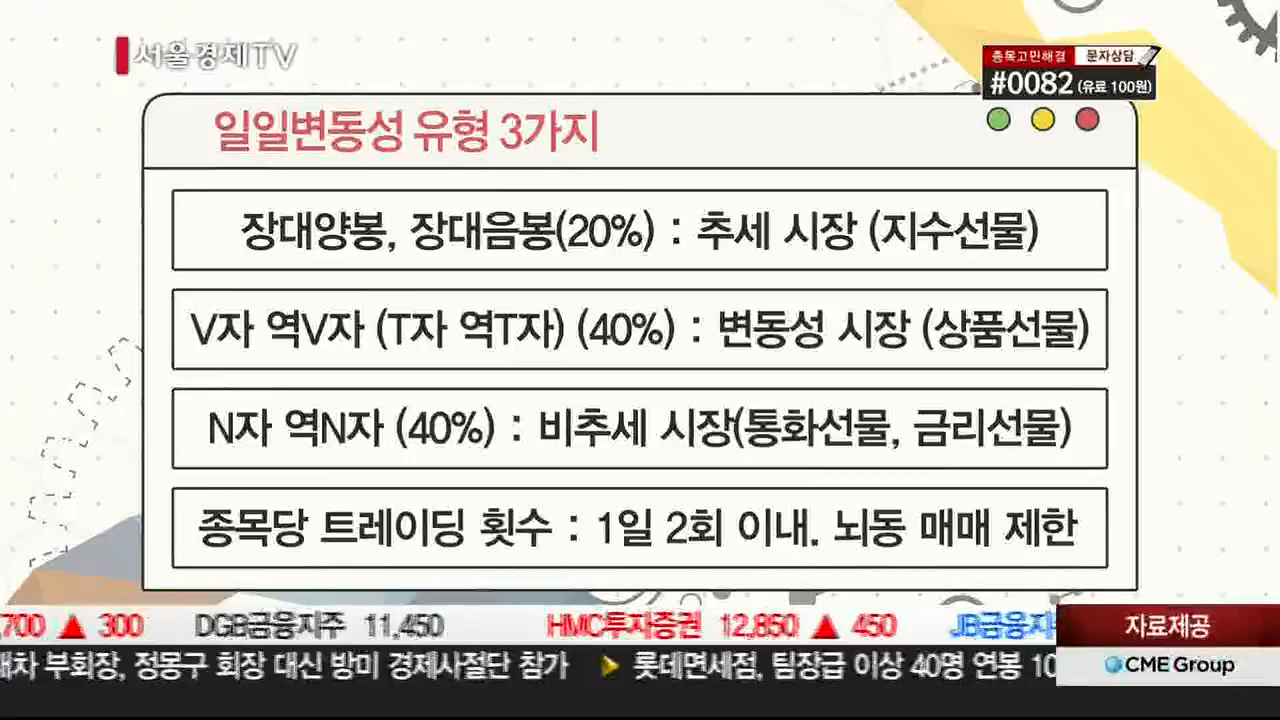 서울경제TV
종목고민해결 문자상담
#0082 (유료 100원)
일일변동성 유형 3가지
장대양봉, 장대음봉(20%) : 추세 시장 (지수선물)
V자 역V자 (T자 역T자) (40%) : 변동성 시장 (상품선물)
N자 역N자 (40%) : 비추세 시장(통화선물, 금리선물)
종목당 트레이딩 횟수 : 1일 2회 이내. 뇌동 매매 제한
,700 ▲ 300 DGB금융지주 11,450 HMC투자증권 12,850 ▲ 450 JB금융지
자료제공
차 부회장, 정몽구 회장 대신 방미 경제사절단 참가 ▶ 롯데면세점, 팀장급 이상 40명 연봉 10
CME Group